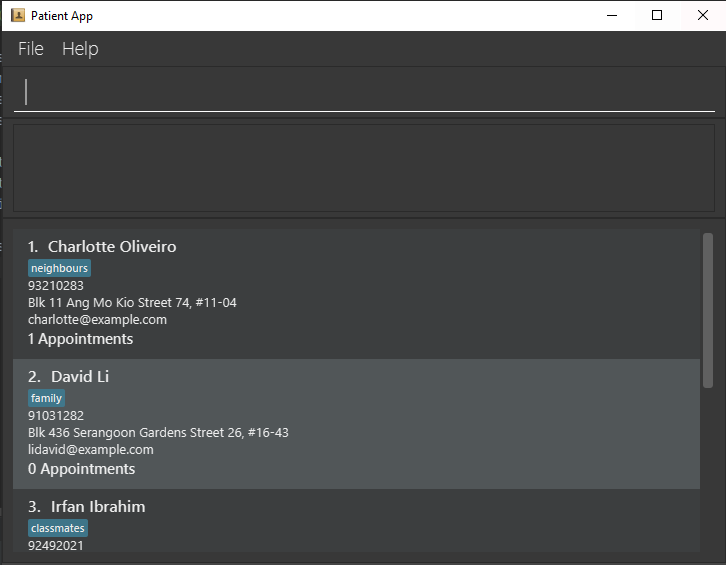 Patient App
File Help
1. Charlotte Oliveiro
neighbours
93210283
Blk 11 Ang Mo Kio Street 74, #11-04
charlotte@example.com
1 Appointments
2. David Li
family
91031282
Blk 436 Serangoon Gardens Street 26, #16-43
lidavid@example.com
0 Appointments
3. Irfan Ibrahim
classmates
92492021